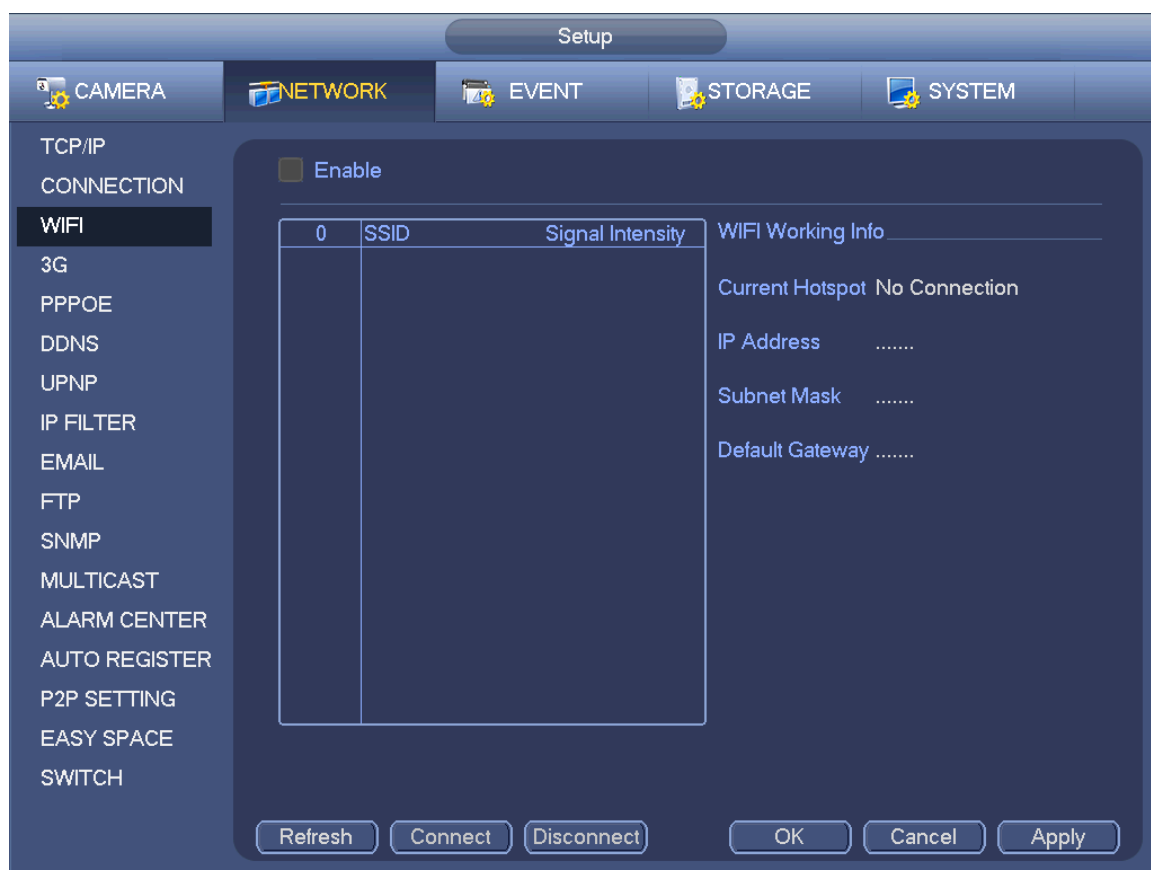 Setup
CAMERA NETWORK EVENT STORAGE SYSTEM
TCP/IP
CONNECTION
WIFI
3G
PPPOE
DDNS
UPNP
IP FILTER
EMAIL
FTP
SNMP
MULTICAST
ALARM CENTER
AUTO REGISTER
P2P SETTING
EASY SPACE
SWITCH
Enable
0 SSID Signal Intensity
WIFI Working Info
Current Hotspot No Connection
IP Address .......
Subnet Mask .......
Default Gateway .......
Refresh Connect Disconnect OK Cancel Apply